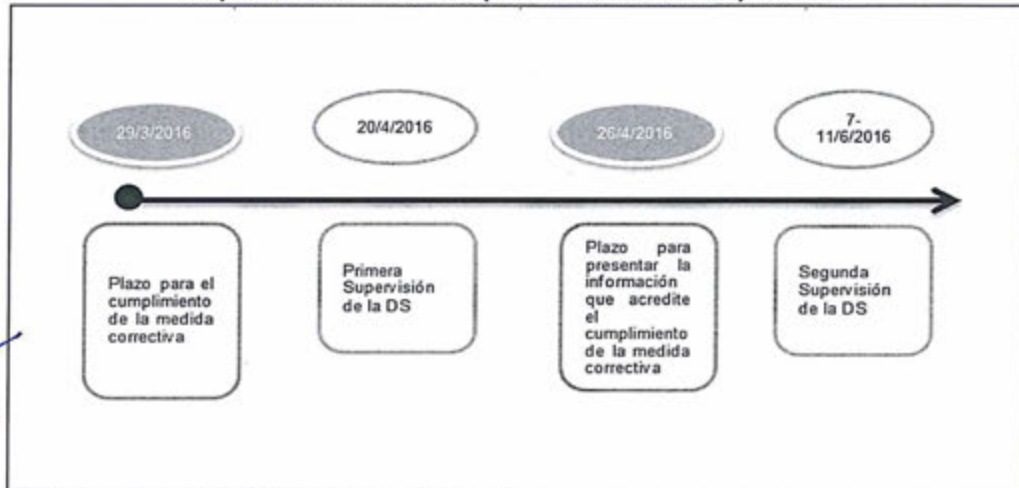 29/3/2016
20/4/2016
26/4/2016
7-
11/6/2016
Plazo para el
cumplimiento
de la medida
correctiva
Primera
Supervisión
de la DS
Plazo para
presentar la
información
que acredite
el
cumplimiento
de la medida
correctiva
Segunda
Supervisión
de la DS